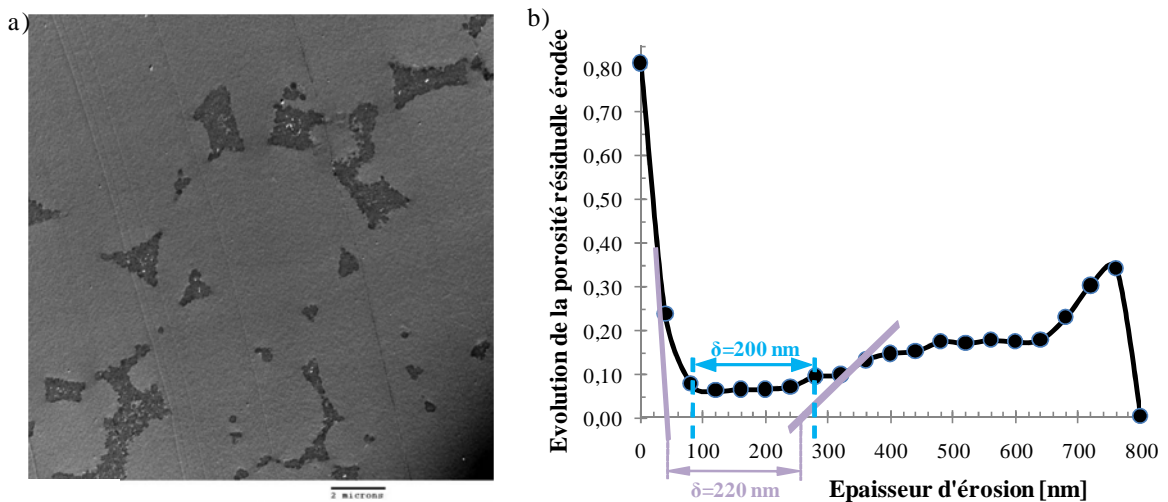 a)
2 microns
b)
Evolution de la porosité résiduelle érodée
0,80
0,70
0,60
0,50
0,40
0,30
0,20
0,10
0,00
δ=200 nm
0 100 200 300 400 500 600 700 800
δ=220 nm
Epaisseur d'érosion [nm]